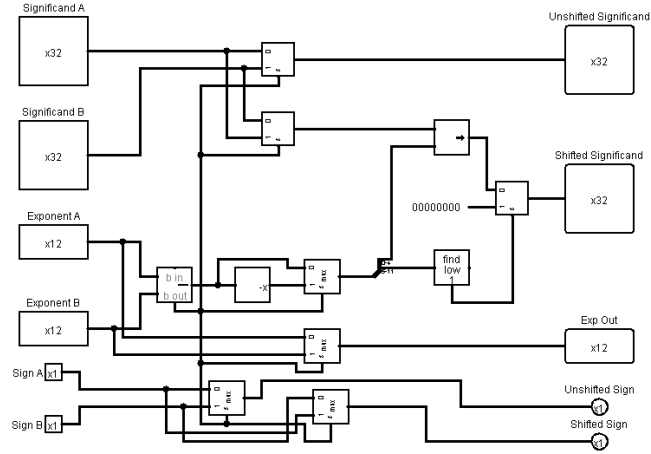 Significand A
x32
Significand B
x32
Exponent A
x12
Exponent B
x12
Sign A x1
Sign B x1
0
1 s
0
1 s
b in
b out
-x
0
1 s mux
0
1 s mux
0
1 s mux
0
1 s mux
00000000
0
1 s
find
low
1
Unshifted Significand
x32
Shifted Significand
x32
Exp Out
x12
Unshifted Sign
x1
Shifted Sign
x1